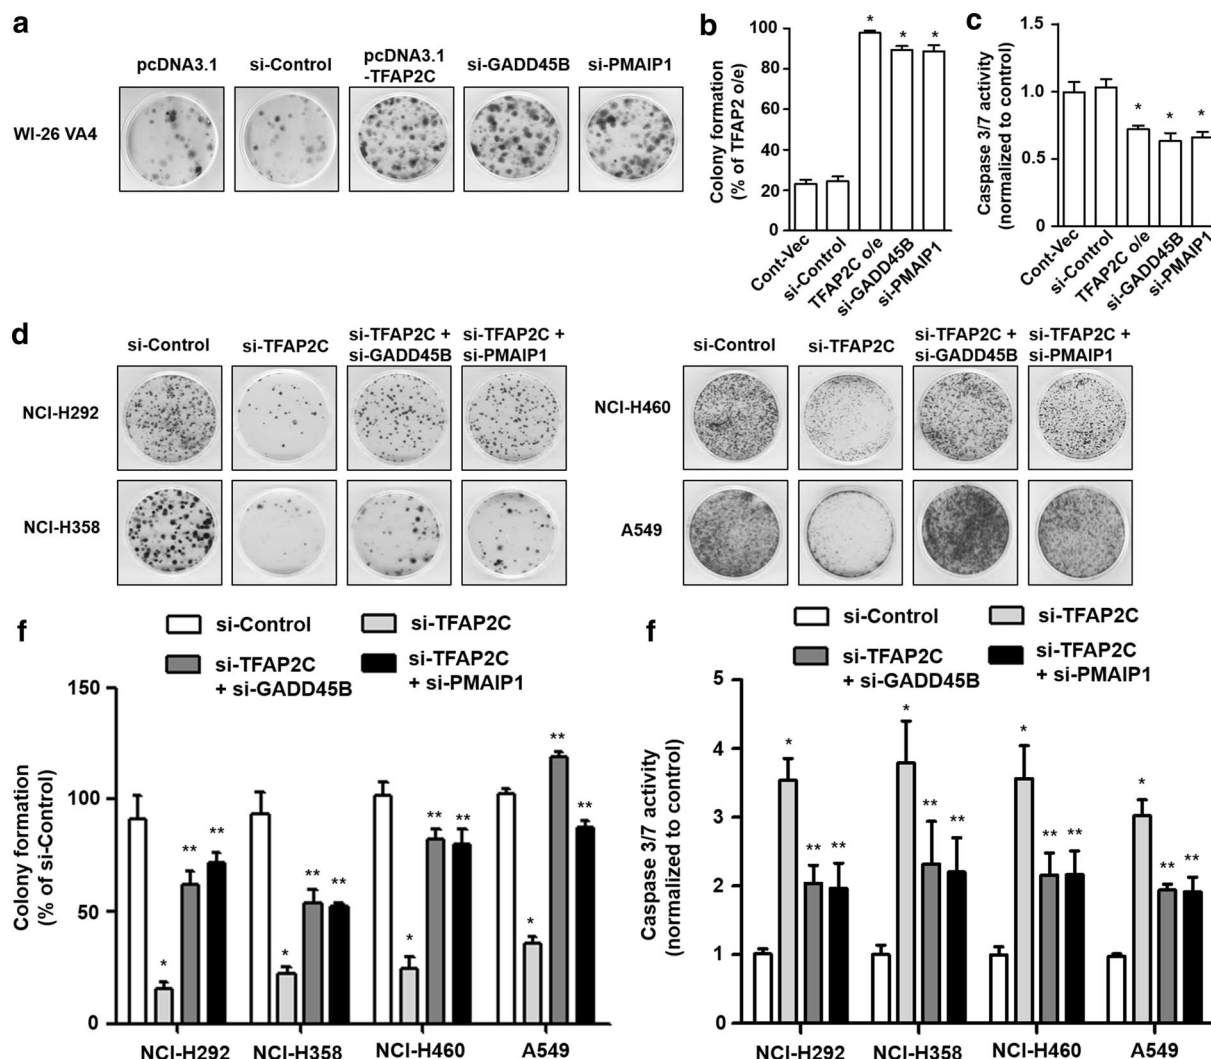 a
pcDNA3.1
si-Control
pcDNA3.1
-TFAP2C
si-GADD45B
si-PMAIP1
WI-26 VA4
b
Colony formation
(% of TFAP2 o/e)
100
80
60
40
20
0
*
*
*
Cont-Vec
si-Control
TFAP2C o/e
si-GADD45B
si-PMAIP1
c
Caspase 3/7 activity
(normalized to control)
1.5
1.0
0.5
0
*
*
*
Cont-Vec
si-Control
TFAP2C o/e
si-GADD45B
si-PMAIP1
d
si-Control
si-TFAP2C
si-TFAP2C +
si-GADD45B
si-TFAP2C +
si-PMAIP1
NCI-H292
NCI-H358
si-Control
si-TFAP2C
si-TFAP2C +
si-GADD45B
si-TFAP2C +
si-PMAIP1
NCI-H460
A549
f
si-Control
si-TFAP2C
si-TFAP2C
+ si-GADD45B
si-TFAP2C
+ si-PMAIP1
Colony formation
(% of si-Control)
150
100
50
0
*
**
**
*
**
**
*
**
**
*
**
**
NCI-H292
NCI-H358
NCI-H460
A549
f
si-Control
si-TFAP2C
si-TFAP2C
+ si-GADD45B
si-TFAP2C
+ si-PMAIP1
Caspase 3/7 activity
(normalized to control)
5
4
3
2
1
0
*
**
**
*
**
**
*
**
**
*
**
**
NCI-H292
NCI-H358
NCI-H460
A549